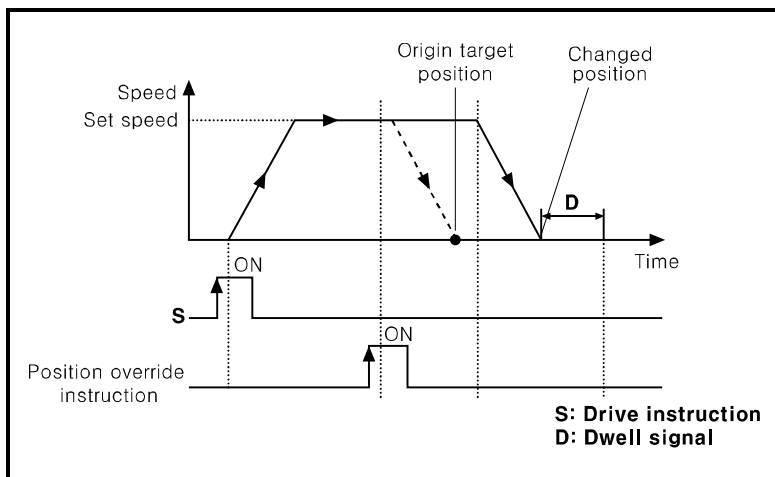 Origin target
position
Changed
position
Speed
Set speed
D
Time
ON
S
ON
Position override
instruction
S: Drive instruction
D: Dwell signal